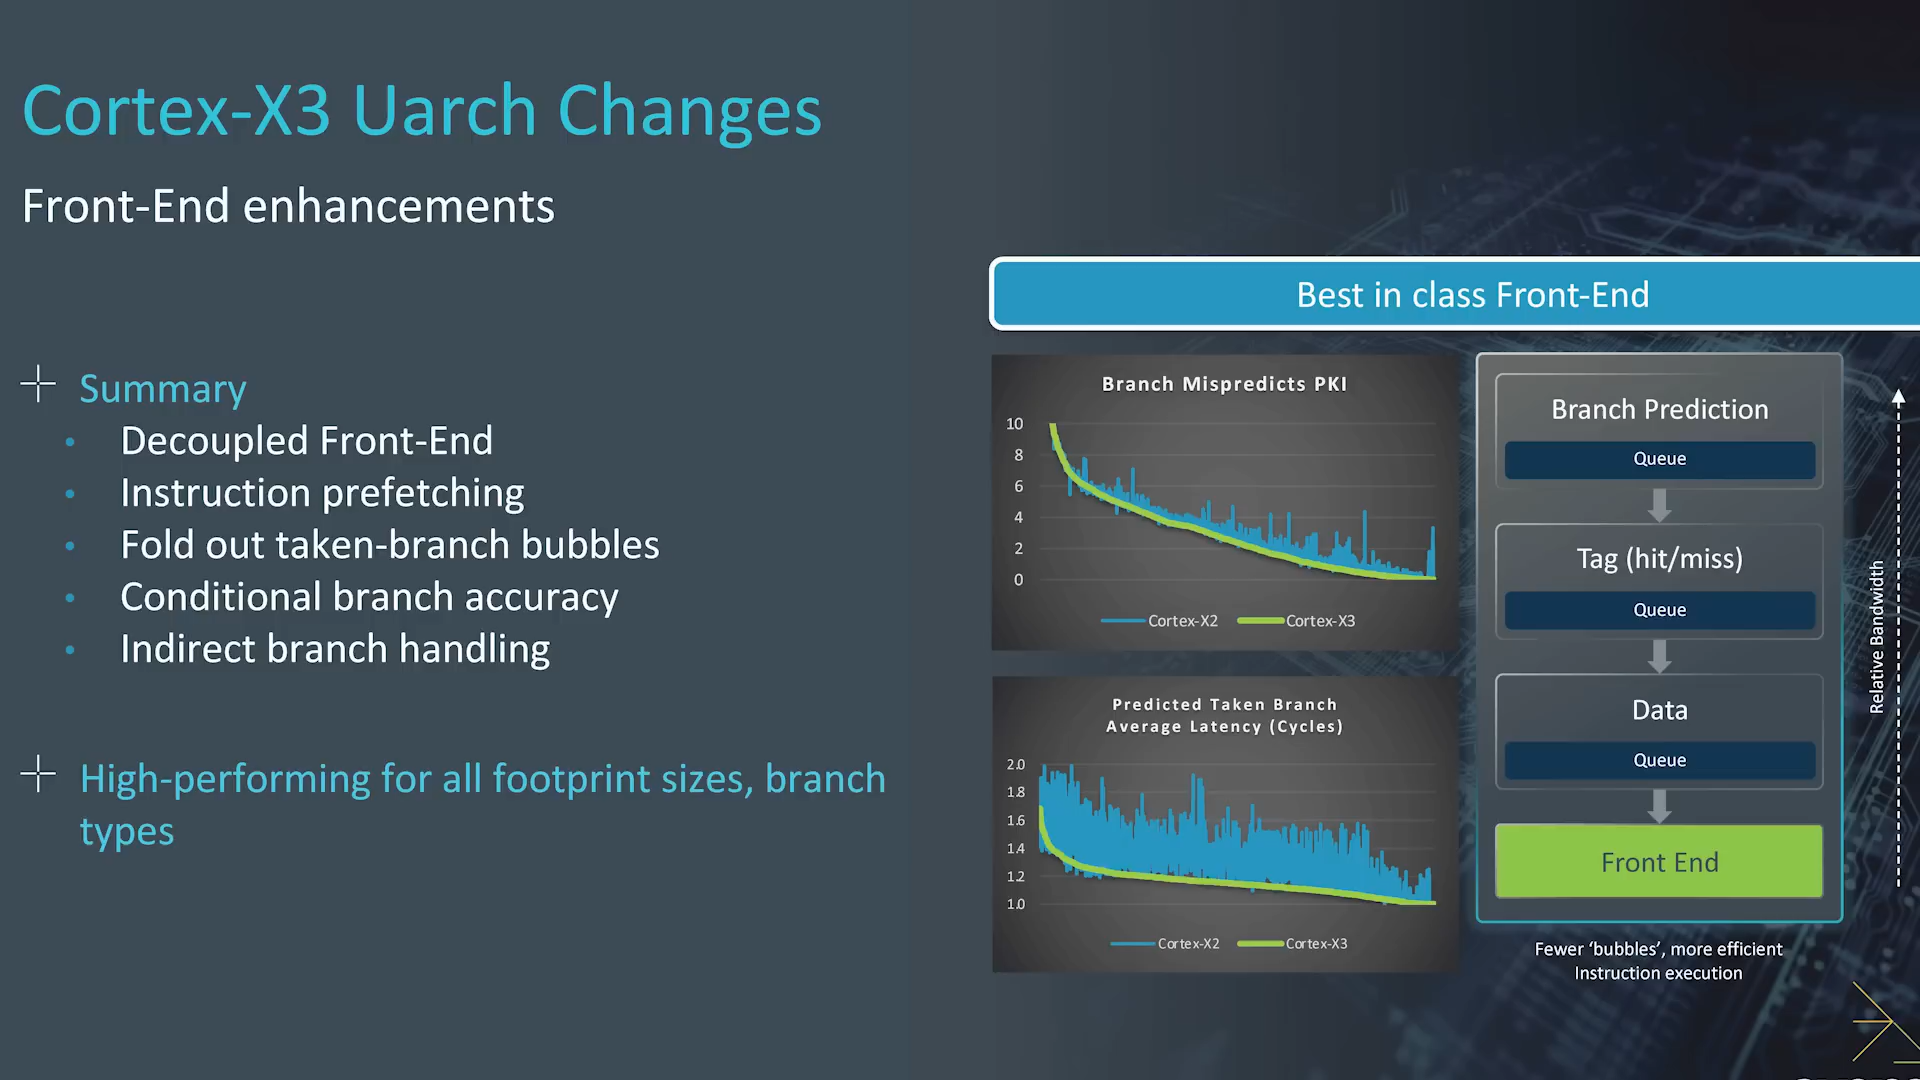 Cortex-X3 Uarch Changes
Front-End enhancements
Summary
Decoupled Front-End
Instruction prefetching
Fold out taken-branch bubbles
Conditional branch accuracy
Indirect branch handling
High-performing for all footprint sizes, branch
types
Best in class Front-End
Branch Mispredicts PKI
10
8
6
4
2
0
Cortex-X2 Cortex-X3
Predicted Taken Branch
Average Latency (Cycles)
2.0
1.8
1.6
1.4
1.2
1.0
Cortex-X2 Cortex-X3
Branch Prediction
Queue
Tag (hit/miss)
Queue
Data
Queue
Front End
Relative Bandwidth
Fewer ‘bubbles’, more efficient
Instruction execution